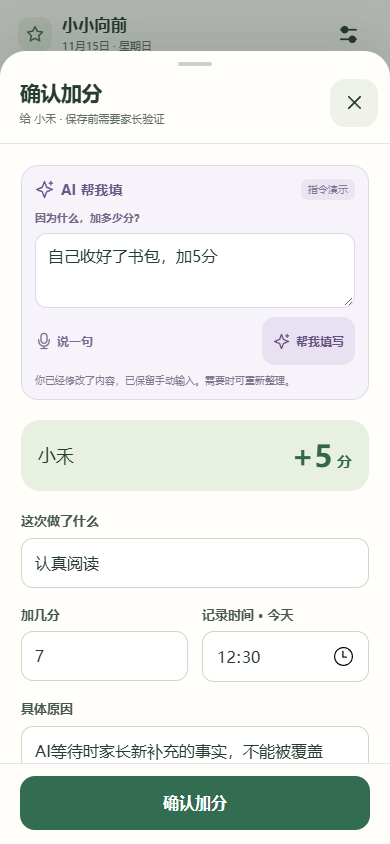 小小向前
11月15日 · 星期日
确认加分
给 小禾 · 保存前需要家长验证
AI 帮我填
指令演示
因为什么，加多少分？
自己收好了书包，加5分
说一句
帮我填写
你已经修改了内容，已保留手动输入。需要时可重新整理。
小禾
+5 分
这次做了什么
认真阅读
加几分
记录时间 · 今天
7
12:30
具体原因
AI等待时家长新补充的事实，不能被覆盖
确认加分